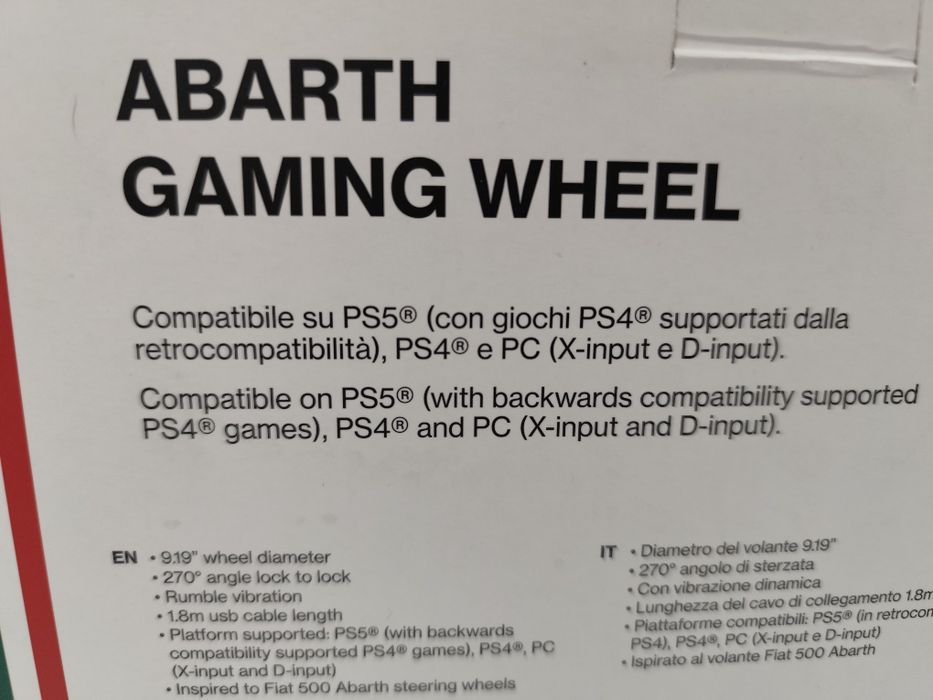 ABARTH
GAMING WHEEL
Compatibile su PS5® (con giochi PS4® supportati dalla
retrocompatibilità), PS4® e PC (X-input e D-input).
Compatible on PS5® (with backwards compatibility supported
PS4® games), PS4® and PC (X-input and D-input).
EN • 9.19" wheel diameter
• 270° angle lock to lock
• Rumble vibration
• 1.8m usb cable length
• Platform supported: PS5® (with backwards
compatibility supported PS4® games), PS4®, PC
(X-input and D-input)
• Inspired to Fiat 500 Abarth steering wheels
IT • Diametro del volante 9.19"
• 270° angolo di sterzata
• Con vibrazione dinamica
• Lunghezza del cavo di collegamento 1.8m
• Piattaforme compatibili: PS5® (in retrocom
PS4), PS4®, PC (X-input e D-input)
• Ispirato al volante Fiat 500 Abarth